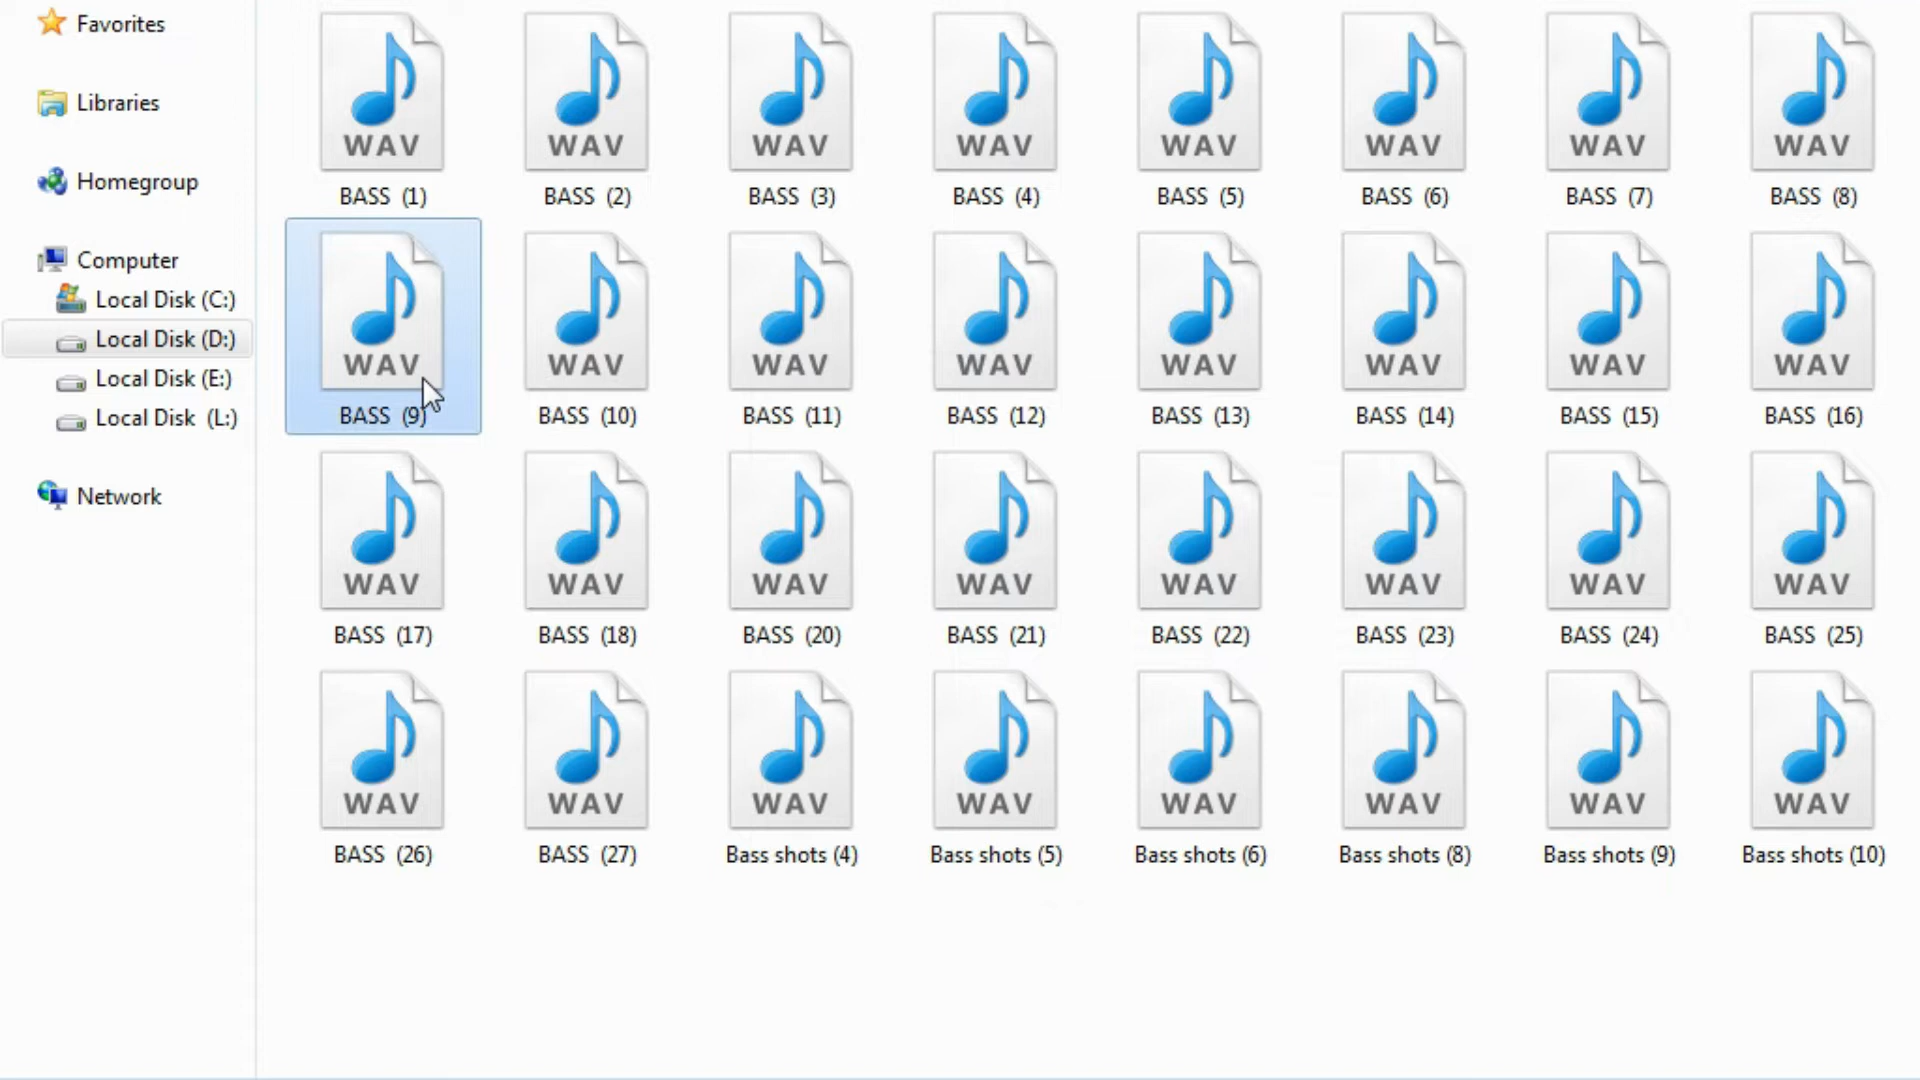 Favorites
Libraries
Homegroup
Computer
Local Disk (C:)
Local Disk (D:)
Local Disk (E:)
Local Disk (L:)
Network
WAV WAV WAV WAV WAV WAV WAV WAV
BASS (1) BASS (2) BASS (3) BASS (4) BASS (5) BASS (6) BASS (7) BASS (8)
WAV WAV WAV WAV WAV WAV WAV WAV
BASS (9) BASS (10) BASS (11) BASS (12) BASS (13) BASS (14) BASS (15) BASS (16)
WAV WAV WAV WAV WAV WAV WAV WAV
BASS (17) BASS (18) BASS (20) BASS (21) BASS (22) BASS (23) BASS (24) BASS (25)
WAV WAV WAV WAV WAV WAV WAV WAV
BASS (26) BASS (27) Bass shots (4) Bass shots (5) Bass shots (6) Bass shots (8) Bass shots (9) Bass shots (10)